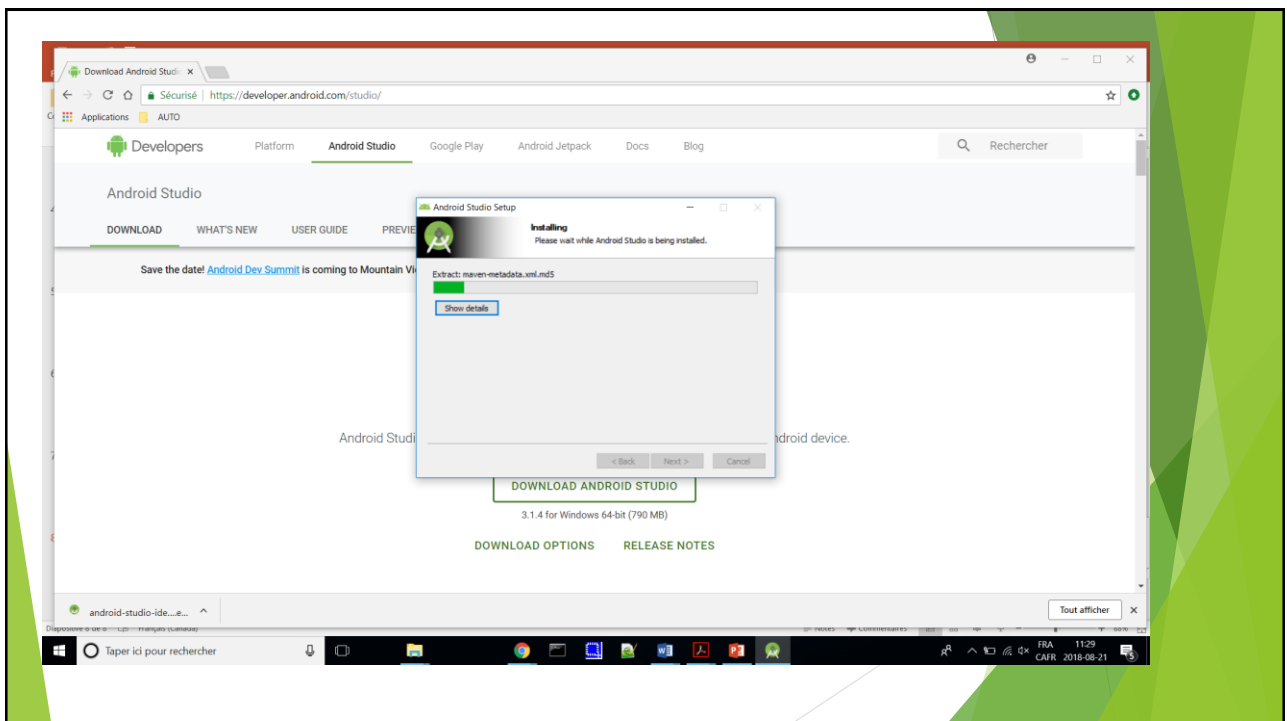 Download Android Studi
Sécurisé | https://developer.android.com/studio/
Applications AUTO
Developers Platform Android Studio Google Play Android Jetpack Docs Blog Rechercher
Android Studio
DOWNLOAD WHAT'S NEW USER GUIDE PREVIE
Save the date! Android Dev Summit is coming to Mountain Vi
Android Studio Setup
Installing
Please wait while Android Studio is being installed.
Extract: maven-metadata.xml.md5
Show details
< Back Next > Cancel
Android Studi ndroid device.
DOWNLOAD ANDROID STUDIO
3.1.4 for Windows 64-bit (790 MB)
DOWNLOAD OPTIONS RELEASE NOTES
android-studio-ide....e... Tout afficher
Taper ici pour rechercher
FRA 11:29
CAFR 2018-08-21